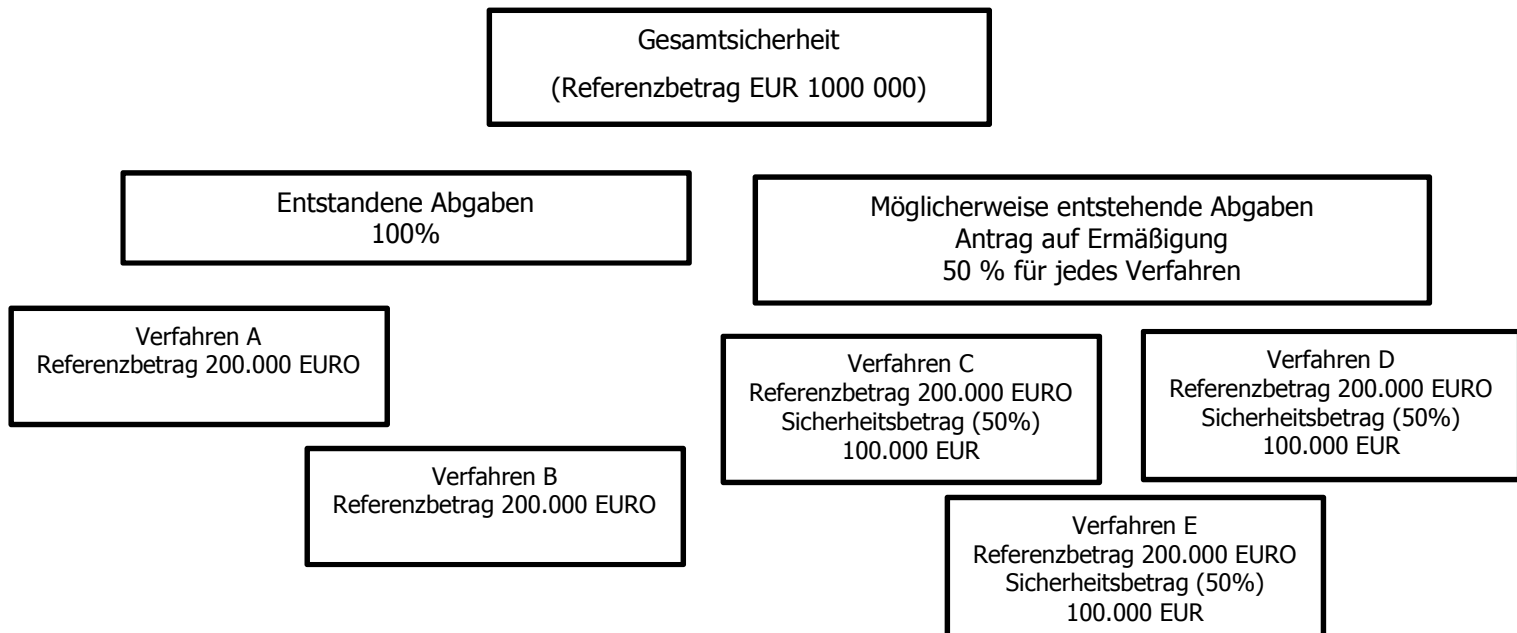 Gesamtsicherheit
(Referenzbetrag EUR 1000 000)
Entstandene Abgaben
100%
Möglicherweise entstehende Abgaben
Antrag auf Ermäßigung
50 % für jedes Verfahren
Verfahren A
Referenzbetrag 200.000 EURO
Verfahren B
Referenzbetrag 200.000 EURO
Verfahren C
Referenzbetrag 200.000 EURO
Sicherheitsbetrag (50%)
100.000 EUR
Verfahren D
Referenzbetrag 200.000 EURO
Sicherheitsbetrag (50%)
100.000 EUR
Verfahren E
Referenzbetrag 200.000 EURO
Sicherheitsbetrag (50%)
100.000 EUR